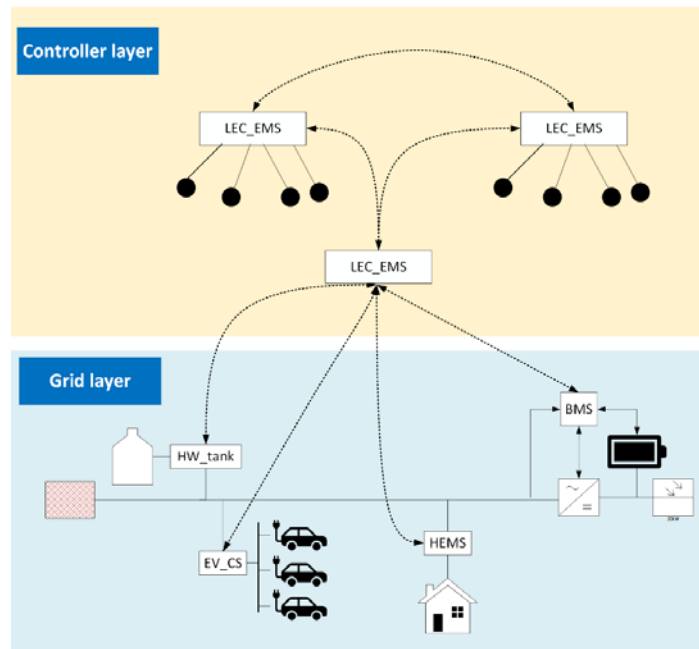 Controller layer
LEC_EMS
LEC_EMS
LEC_EMS
Grid layer
BMS
HW_tank
EV_CS
HEMS